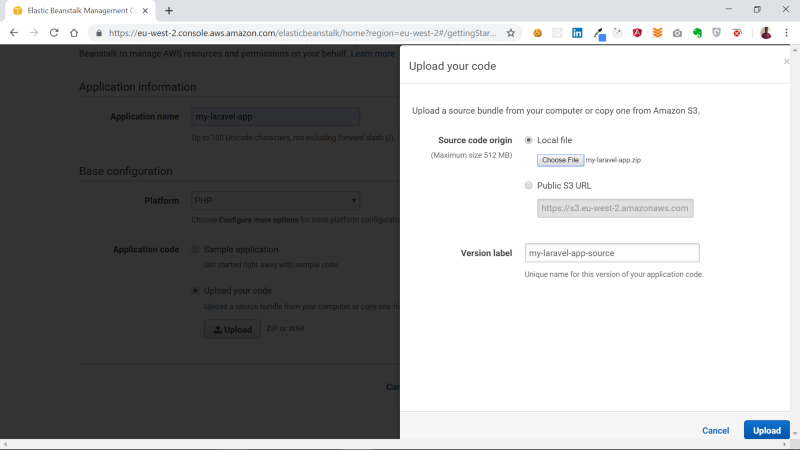 Elastic Beanstalk Management C
https://eu-west-2.console.aws.amazon.com/elasticbeanstalk/home?region=eu-west-2#/gettingStar...
Beanstalk to manage AWS resources and permissions on your behalf. Learn more
Application information
Application name
my-laravel-app
Up to 100 Unicode characters, not including forward slash (/).
Base configuration
Platform
PHP
Choose Configure more options for more platform configuratio
Application code
Sample application
Get started right away with sample code.
Upload your code
Upload a source bundle from your computer or copy one fro
Upload
ZIP or WAR
Can
Upload your code
×
Upload a source bundle from your computer or copy one from Amazon S3.
Source code origin
(Maximum size 512 MB)
Local file
Choose File my-laravel-app.zip
Public S3 URL
https://s3.eu-west-2.amazonaws.com
Version label
my-laravel-app-source
Unique name for this version of your application code.
Cancel
Upload